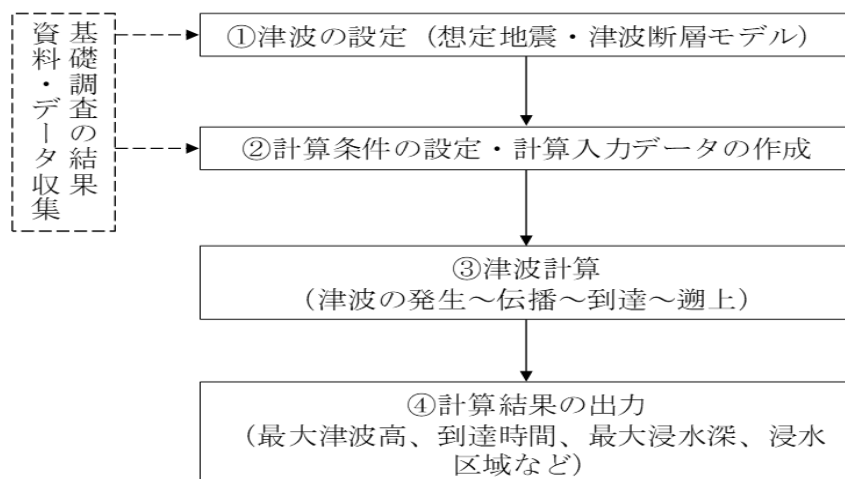 基礎調査の結果
資料・データ収集
①津波の設定（想定地震・津波断層モデル）
②計算条件の設定・計算入力データの作成
③津波計算
（津波の発生～伝播～到達～遡上）
④計算結果の出力
（最大津波高、到達時間、最大浸水深、浸水
区域など）